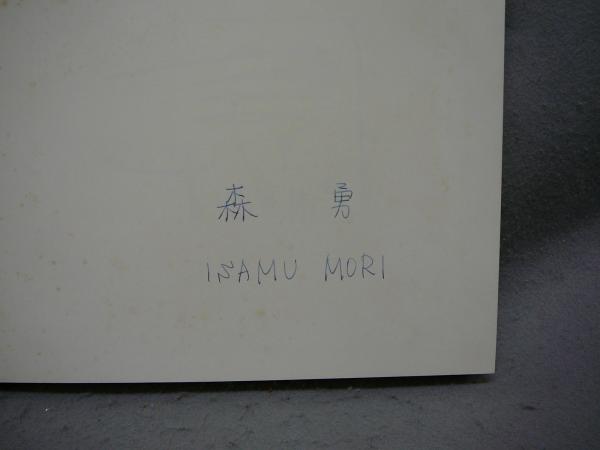 森 勇
ISAMU MORI